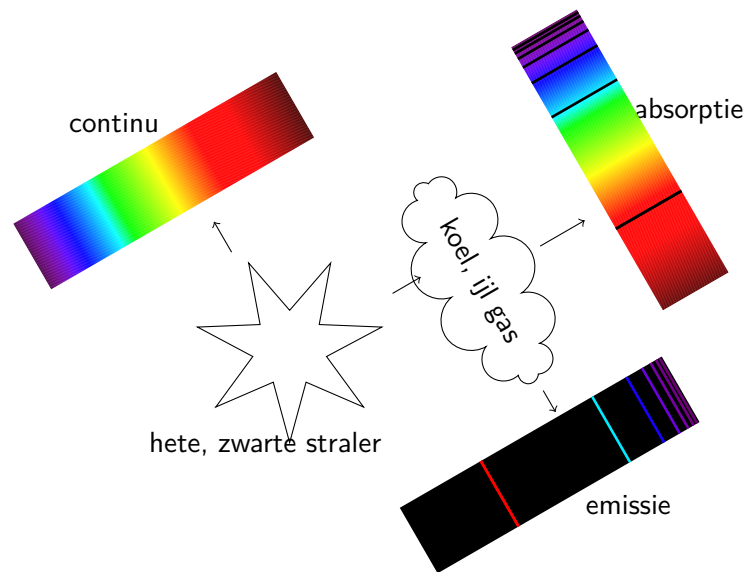 continu
absorptie
koel, ijl gas
hete, zwarte straler
emissie